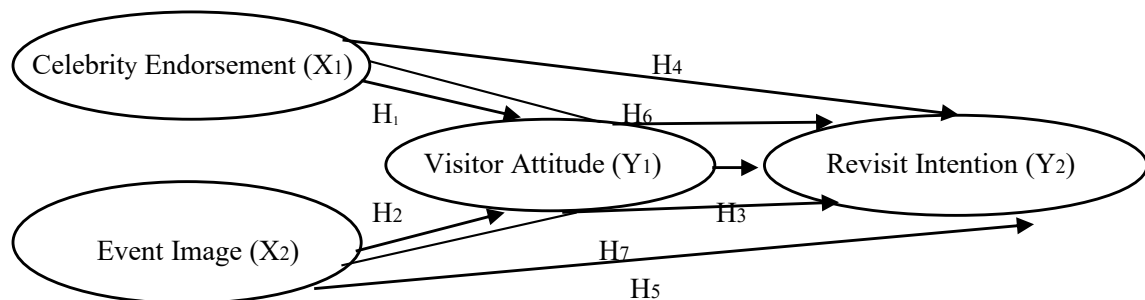 Celebrity Endorsement (X1)
H4
H1
H6
Visitor Attitude (Y1)
Revisit Intention (Y2)
H2
H3
Event Image (X2)
H7
H5